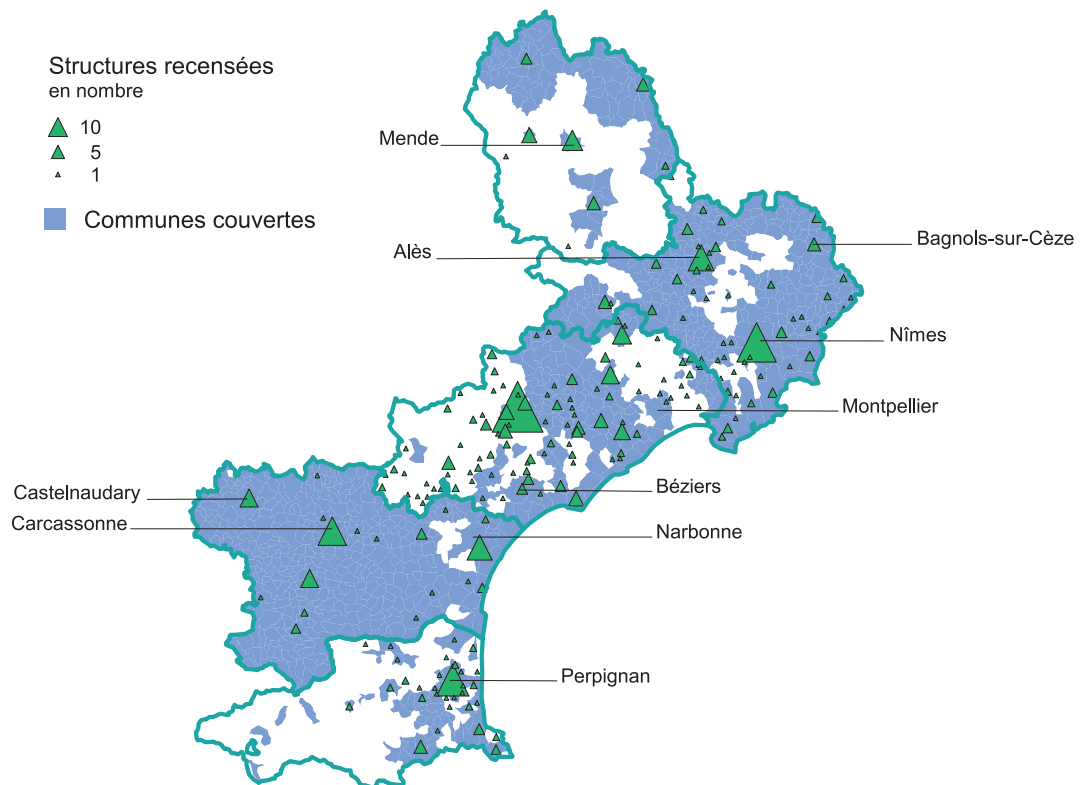 Structures recensées
en nombre
10
5
1
Communes couvertes
Mende
Alès
Bagnols-sur-Cèze
Nîmes
Montpellier
Castelnaudary
Carcassonne
Béziers
Narbonne
Perpignan